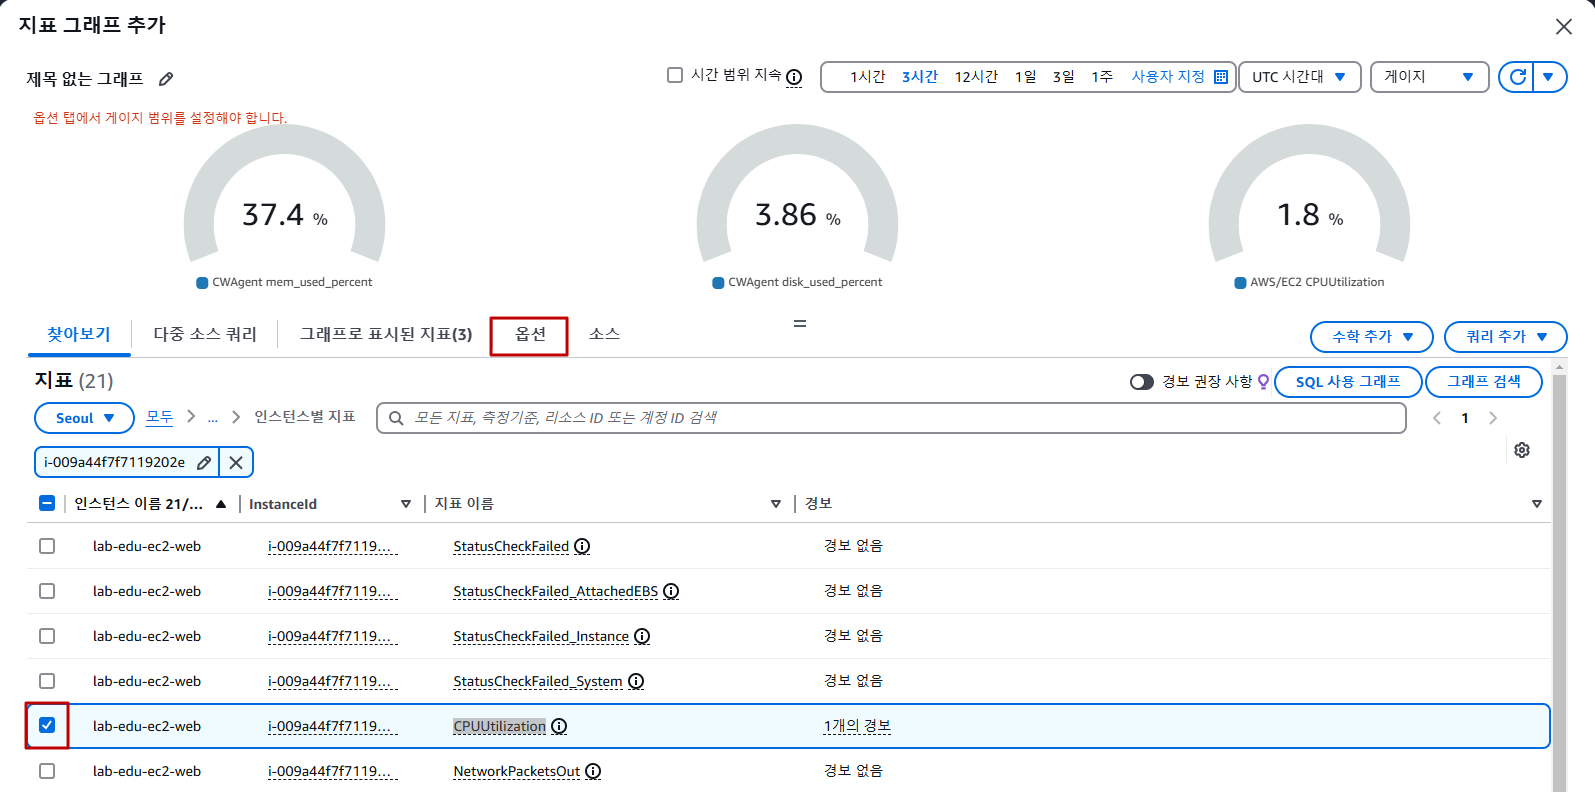 지표 그래프 추가
제목 없는 그래프
시간 범위 지속 1시간 3시간 12시간 1일 3일 1주 사용자 지정 UTC 시간대 게이지
옵션 탭에서 게이지 범위를 설정해야 합니다.
37.4 % 3.86 % 1.8 %
CWAgent mem_used_percent CWAgent disk_used_percent AWS/EC2 CPUUtilization
찾아보기 다중 소스 쿼리 그래프로 표시된 지표(3) 옵션 소스 수학 추가 쿼리 추가
지표 (21) 경보 권장 사항 SQL 사용 그래프 그래프 검색
Seoul 모두 ... 인스턴스별 지표 모든 지표, 측정기준, 리소스 ID 또는 계정 ID 검색 1
i-009a44f7f7119202e
인스턴스 이름 21/... InstanceId 지표 이름 경보
lab-edu-ec2-web i-009a44f7f7119... StatusCheckFailed 경보 없음
lab-edu-ec2-web i-009a44f7f7119... StatusCheckFailed_AttachedEBS 경보 없음
lab-edu-ec2-web i-009a44f7f7119... StatusCheckFailed_Instance 경보 없음
lab-edu-ec2-web i-009a44f7f7119... StatusCheckFailed_System 경보 없음
lab-edu-ec2-web i-009a44f7f7119... CPUUtilization 1개의 경보
lab-edu-ec2-web i-009a44f7f7119... NetworkPacketsOut 경보 없음